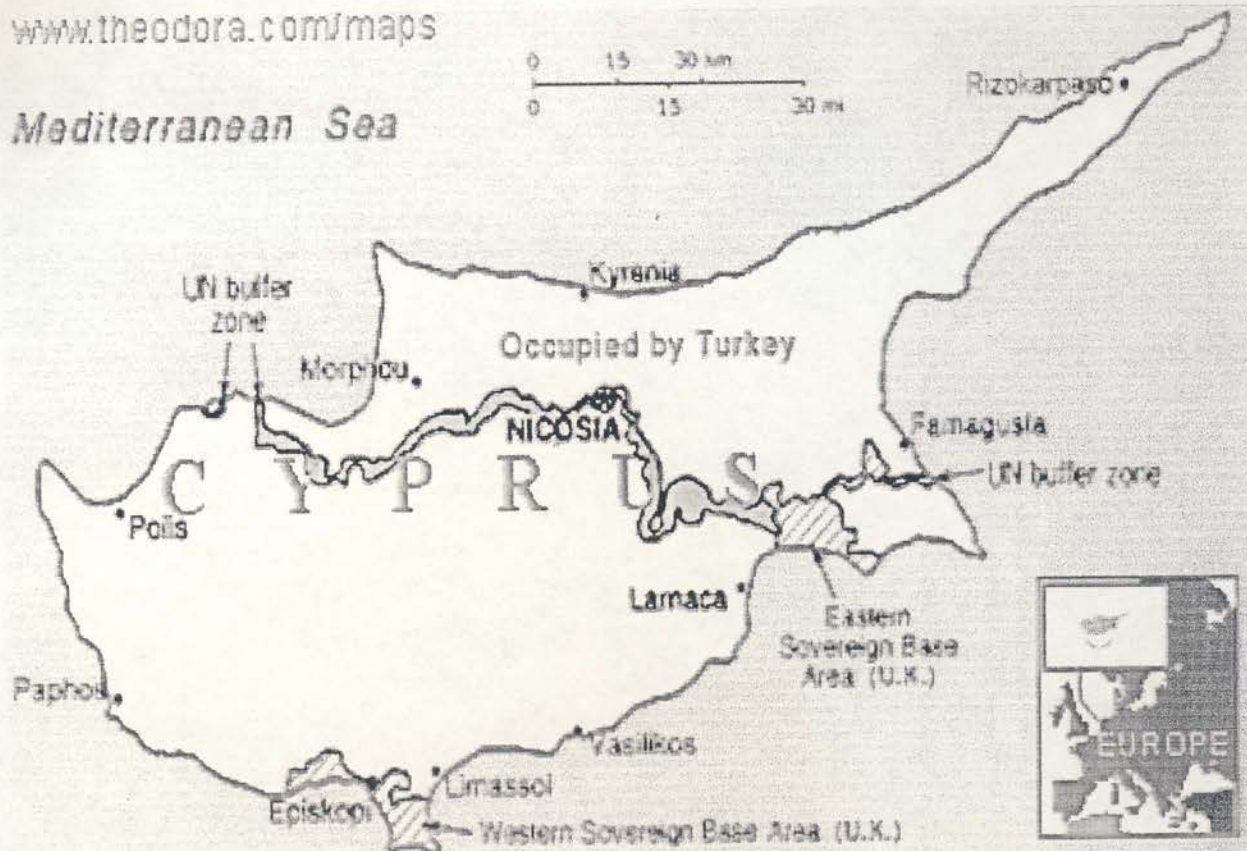 www.theodora.com/maps
0 15 30 km
0 15 30 mi
Rizokarpaso
Mediterranean Sea
Kyrenia
UN buffer
zone
Occupied by Turkey
Morphou
NICOSIA
Famagusta
CYPRUS
UN buffer zone
Polis
Larnaca
Eastern
Sovereign Base
Area (U.K.)
Paphos
Vasilikos
EUROPE
Limassol
Episkopi
Western Sovereign Base Area (U.K.)